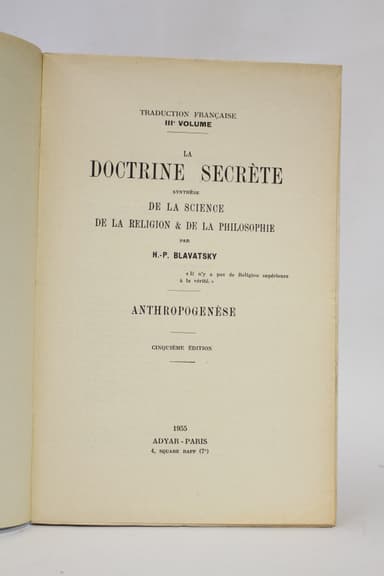 TRADUCTION FRANÇAISE
IIIe VOLUME
LA
DOCTRINE SECRÈTE
SYNTHÈSE
DE LA SCIENCE
DE LA RELIGION & DE LA PHILOSOPHIE
PAR
H.-P. BLAVATSKY
« Il n'y a pas de Religion supérieure
à la vérité. »
ANTHROPOGENÈSE
CINQUIÈME ÉDITION
1955
ADYAR - PARIS
4, SQUARE RAPP (7e)